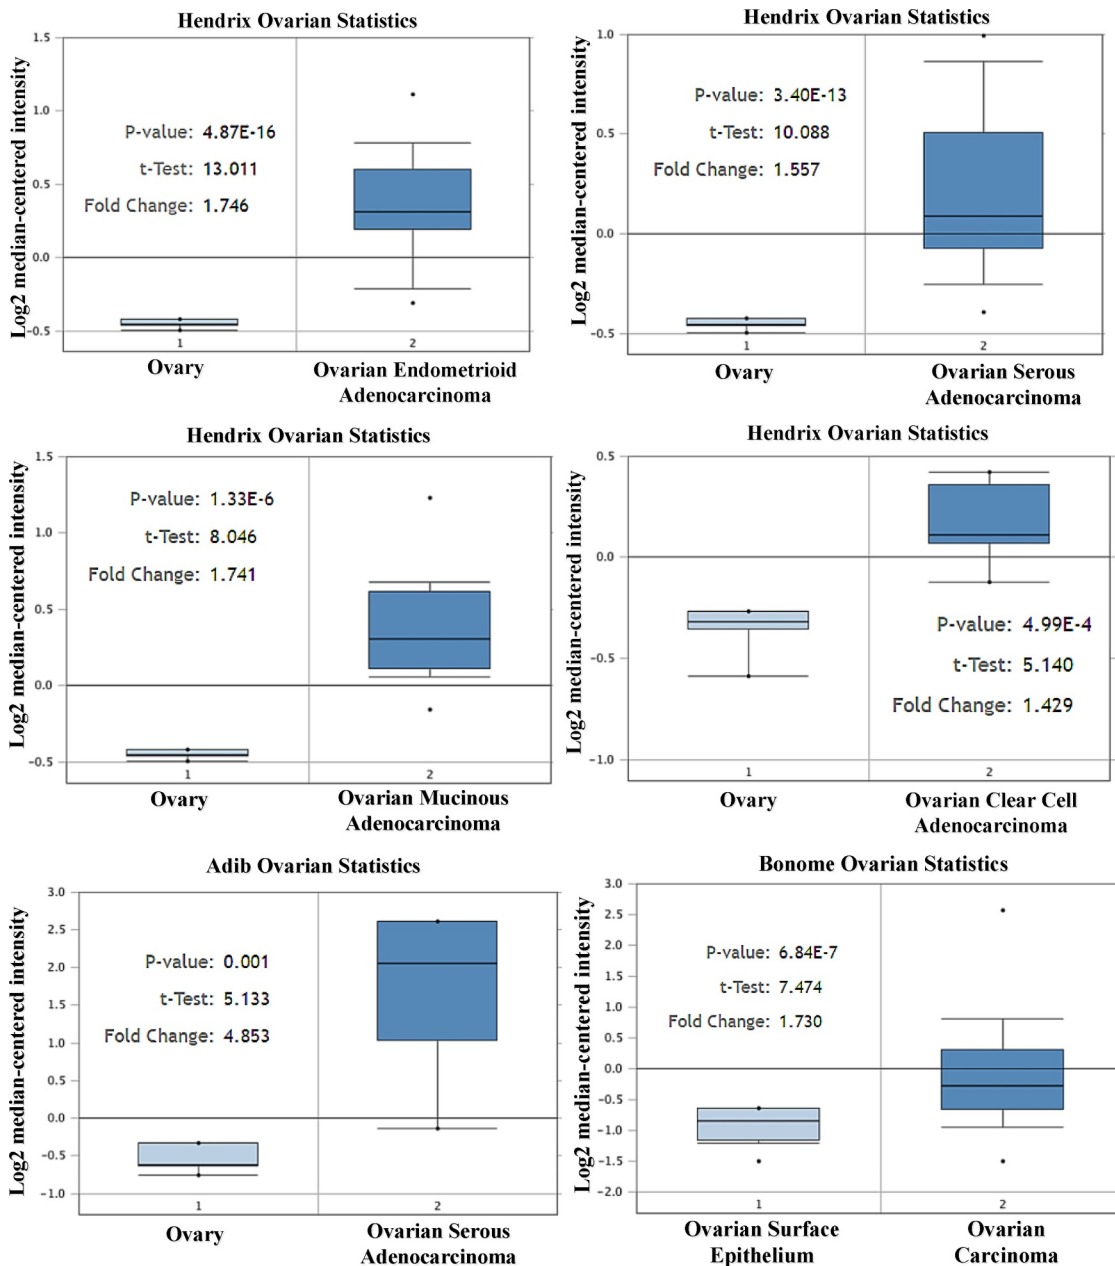 Hendrix Ovarian Statistics
Log2 median-centered intensity
1.5
1.0
0.5
0.0
-0.5
P-value: 4.87E-16
t-Test: 13.011
Fold Change: 1.746
1
2
Ovary
Ovarian Endometrioid
Adenocarcinoma
Hendrix Ovarian Statistics
Log2 median-centered intensity
1.0
0.5
0.0
-0.5
P-value: 3.40E-13
t-Test: 10.088
Fold Change: 1.557
1
2
Ovary
Ovarian Serous
Adenocarcinoma
Hendrix Ovarian Statistics
Log2 median-centered intensity
1.5
1.0
0.5
0.0
-0.5
P-value: 1.33E-6
t-Test: 8.046
Fold Change: 1.741
1
2
Ovary
Ovarian Mucinous
Adenocarcinoma
Hendrix Ovarian Statistics
Log2 median-centered intensity
0.5
0.0
-0.5
-1.0
P-value: 4.99E-4
t-Test: 5.140
Fold Change: 1.429
1
2
Ovary
Ovarian Clear Cell
Adenocarcinoma
Adib Ovarian Statistics
Log2 median-centered intensity
3.0
2.5
2.0
1.5
1.0
0.5
0.0
-0.5
-1.0
P-value: 0.001
t-Test: 5.133
Fold Change: 4.853
1
2
Ovary
Ovarian Serous
Adenocarcinoma
Bonome Ovarian Statistics
Log2 median-centered intensity
3.0
2.5
2.0
1.5
1.0
0.5
0.0
-0.5
-1.0
-1.5
-2.0
P-value: 6.84E-7
t-Test: 7.474
Fold Change: 1.730
1
2
Ovarian Surface
Epithelium
Ovarian
Carcinoma